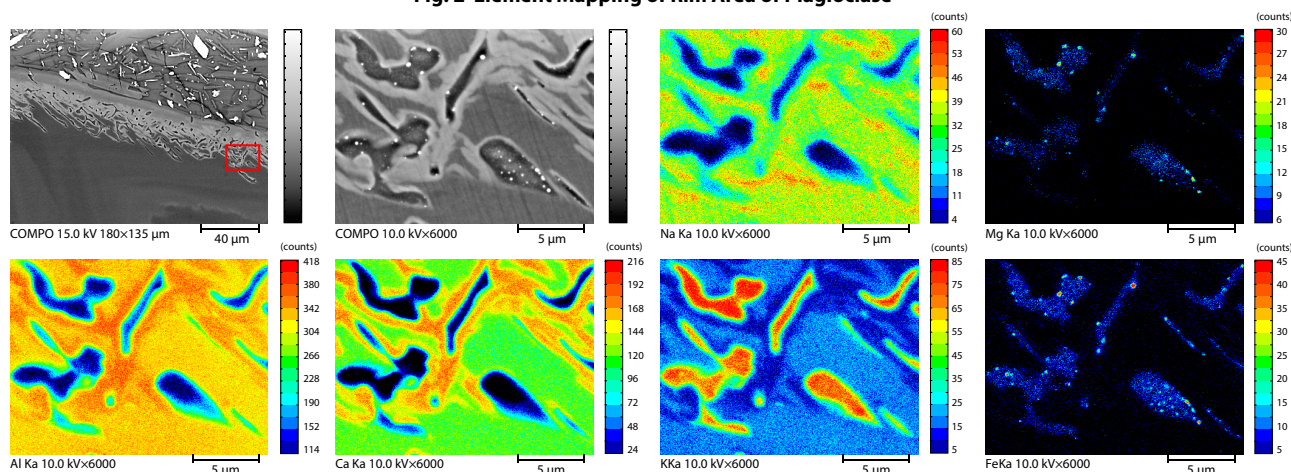 Fig. 2 Element Mapping of Rim Area of Plagioclase
COMPO 15.0 kV 180×135 µm
40 µm
COMPO 10.0 kV×6000
5 µm
(counts)
60
53
46
39
32
25
18
11
4
Na Ka 10.0 kV×6000
5 µm
(counts)
30
27
24
21
18
15
12
9
6
Mg Ka 10.0 kV×6000
5 µm
(counts)
418
380
342
304
266
228
190
152
114
Al Ka 10.0 kV×6000
5 µm
(counts)
216
192
168
144
120
96
72
48
24
Ca Ka 10.0 kV×6000
5 µm
(counts)
85
75
65
55
45
35
25
15
5
KKa 10.0 kV×6000
5 µm
(counts)
45
40
35
30
25
20
15
10
5
FeKa 10.0 kV×6000
5 µm